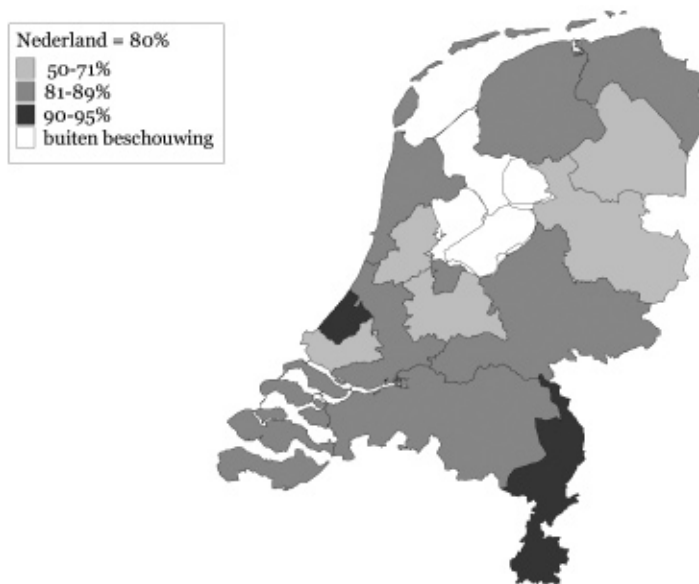 Nederland = 80%
50-71%
81-89%
90-95%
buiten beschouwing